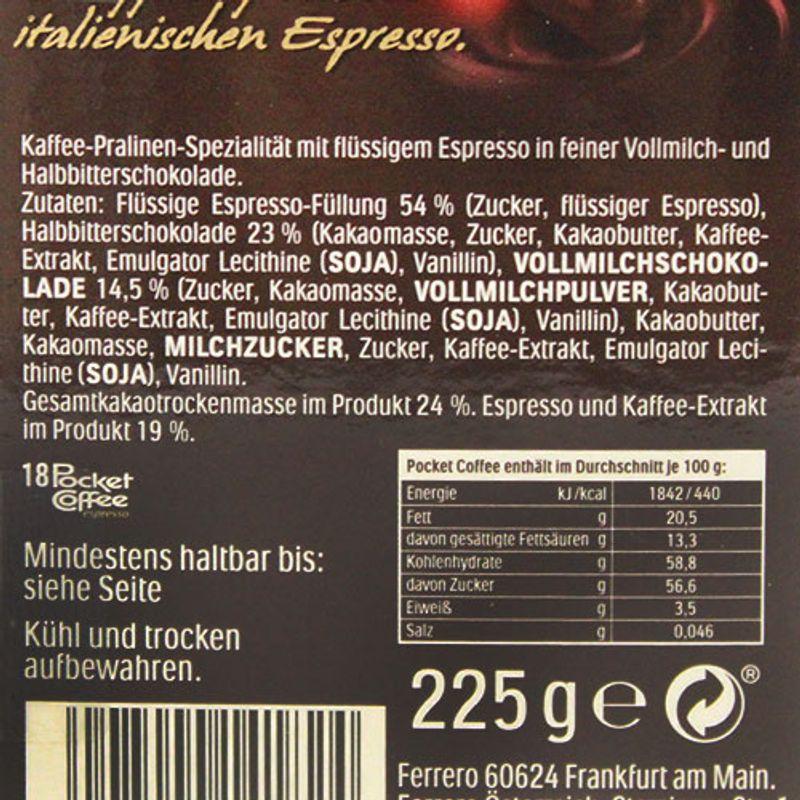 italienischen Espresso.
Kaffee-Pralinen-Spezialität mit flüssigem Espresso in feiner Vollmilch- und
Halbbitterschokolade.
Zutaten: Flüssige Espresso-Füllung 54 % (Zucker, flüssiger Espresso),
Halbbitterschokolade 23 % (Kakaomasse, Zucker, Kakaobutter, Kaffee-
Extrakt, Emulgator Lecithine (SOJA), Vanillin), VOLLMILCHSCHOKO-
LADE 14,5 % (Zucker, Kakaomasse, VOLLMILCHPULVER, Kakaobut-
ter, Kaffee-Extrakt, Emulgator Lecithine (SOJA), Vanillin), Kakaobutter,
Kakaomasse, MILCHZUCKER, Zucker, Kaffee-Extrakt, Emulgator Leci-
thine (SOJA), Vanillin.
Gesamtkakaotrockenmasse im Produkt 24 %. Espresso und Kaffee-Extrakt
im Produkt 19 %.
18 Pocket
Coffee
espresso
Mindestens haltbar bis:
siehe Seite
Kühl und trocken
aufbewahren.
Pocket Coffee enthält im Durchschnitt je 100 g:
Energie kJ/kcal 1842/440
Fett g 20,5
davon gesättigte Fettsäuren g 13,3
Kohlenhydrate g 58,8
davon Zucker g 56,6
Eiweiß g 3,5
Salz g 0,046
225 g e ®
Ferrero 60624 Frankfurt am Main.
Ferrero Österreich